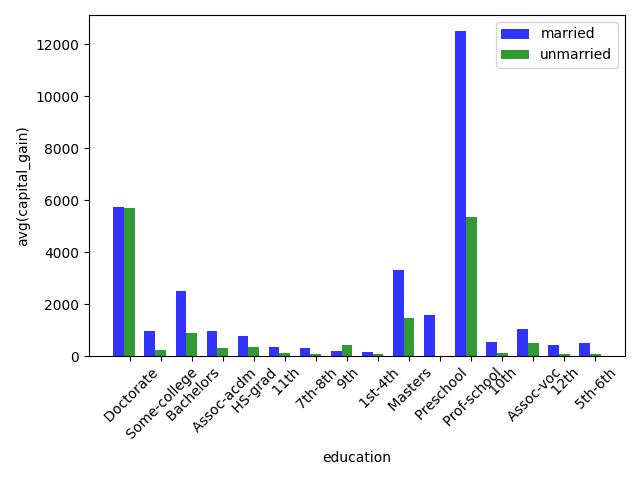 married
unmarried
12000
10000
8000
6000
4000
2000
0
avg(capital_gain)
Doctorate
Some-college
Bachelors
Assoc-acdm
HS-grad
11th
7th-8th
9th
1st-4th
Masters
Preschool
Prof-school
10th
Assoc-voc
12th
5th-6th
education